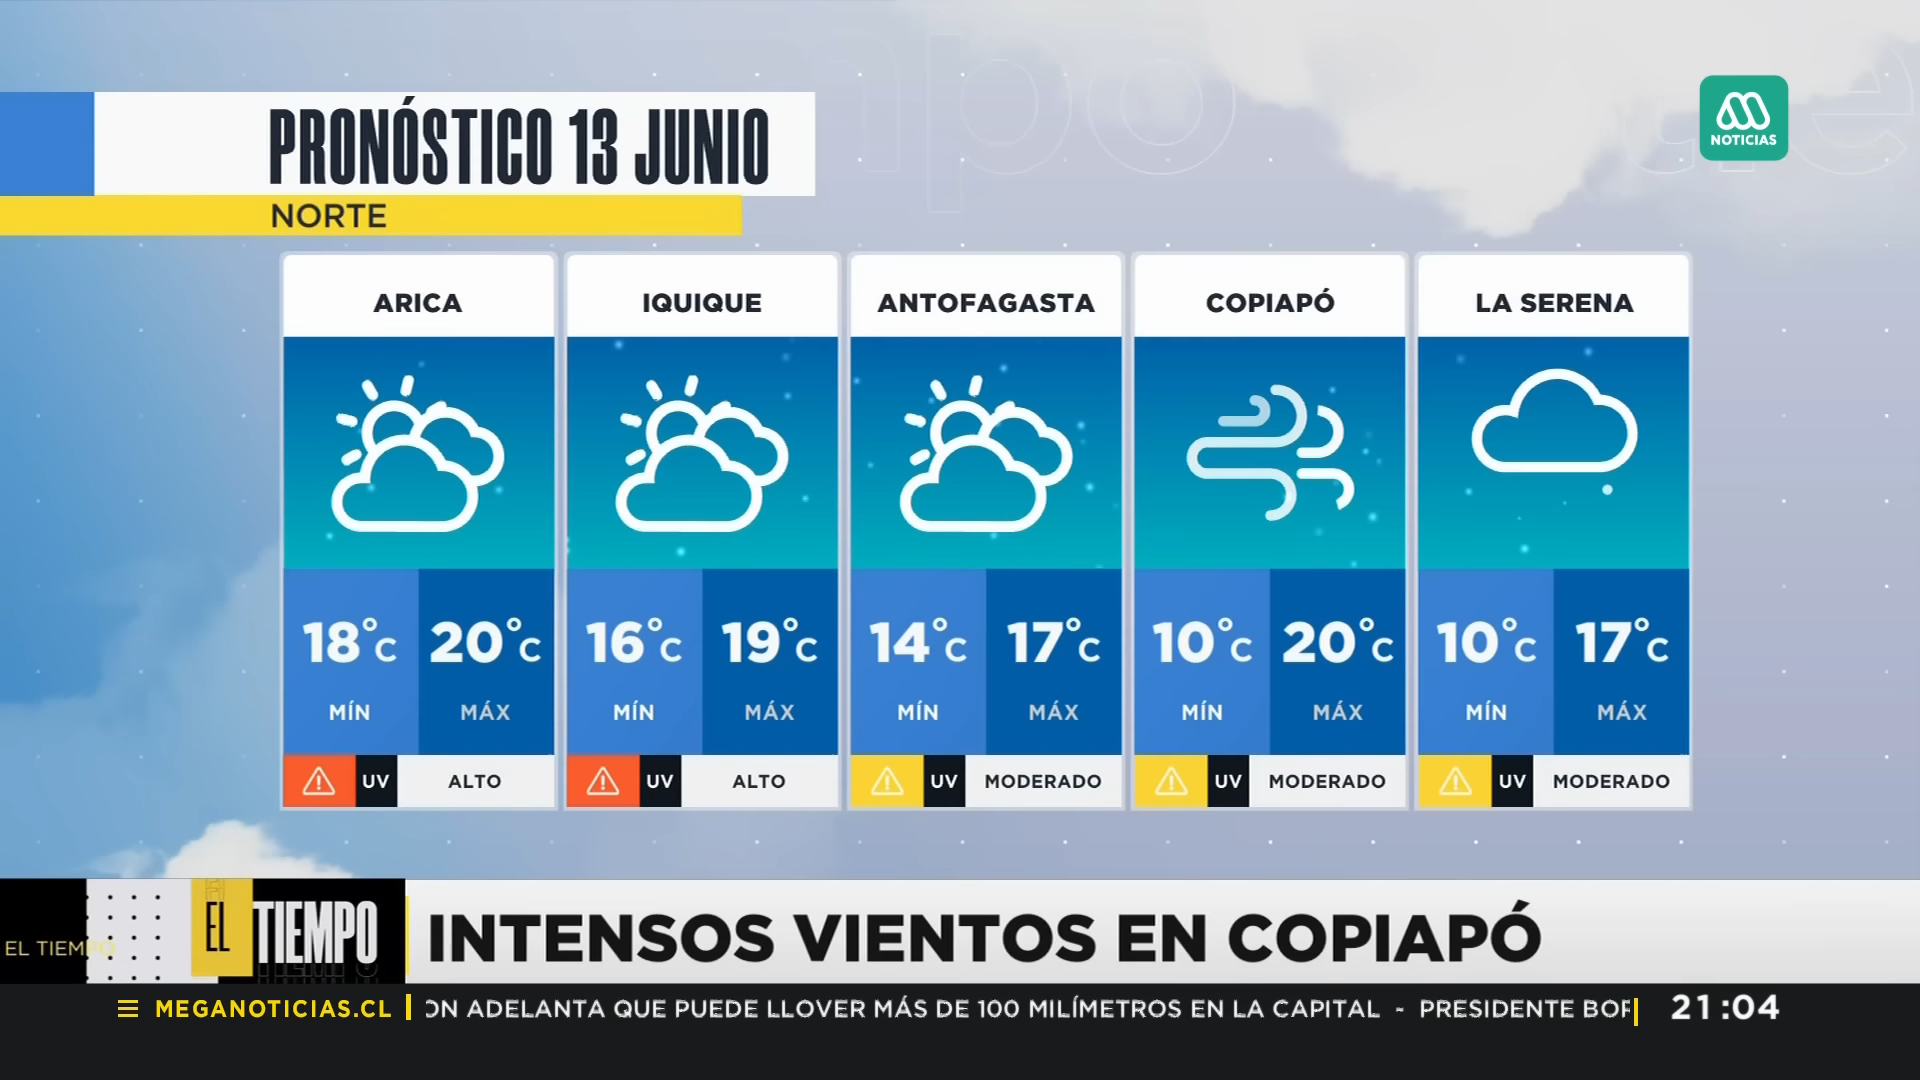 PRONÓSTICO 13 JUNIO
NOTICIAS
NORTE
ARICA
IQUIQUE
ANTOFAGASTA
COPIAPÓ
LA SERENA
18°C 20°C
16°C 19°C
14°C 17°C
10°C 20°C
10°C 17°C
MÍN MÁX
MÍN MÁX
MÍN MÁX
MÍN MÁX
MÍN MÁX
UV ALTO
UV ALTO
UV MODERADO
UV MODERADO
UV MODERADO
EL TIEMPO
EL TIEMPO
INTENSOS VIENTOS EN COPIAPÓ
MEGANOTICIAS.CL
ADELANTA QUE PUEDE LLOVER MÁS DE 100 MILÍMETROS EN LA CAPITAL - PRESIDENTE
21:04